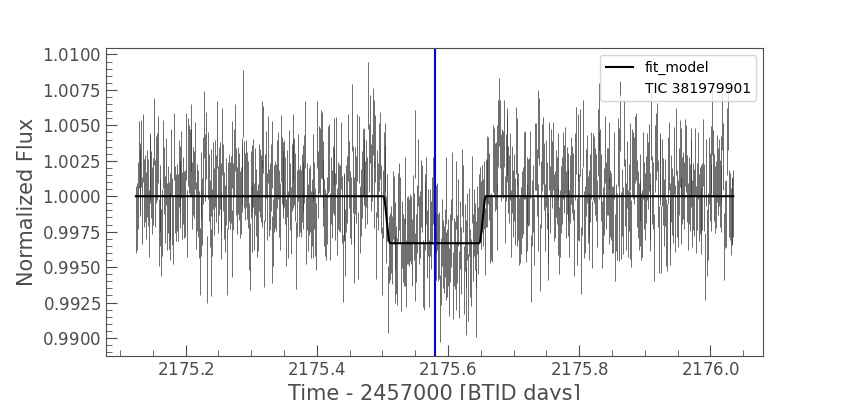 1.0100
1.0075
1.0050
1.0025
1.0000
0.9975
0.9950
0.9925
0.9900
Normalized Flux
fit_model
TIC 381979901
2175.2 2175.4 2175.6 2175.8 2176.0
Time - 2457000 [BTJD days]